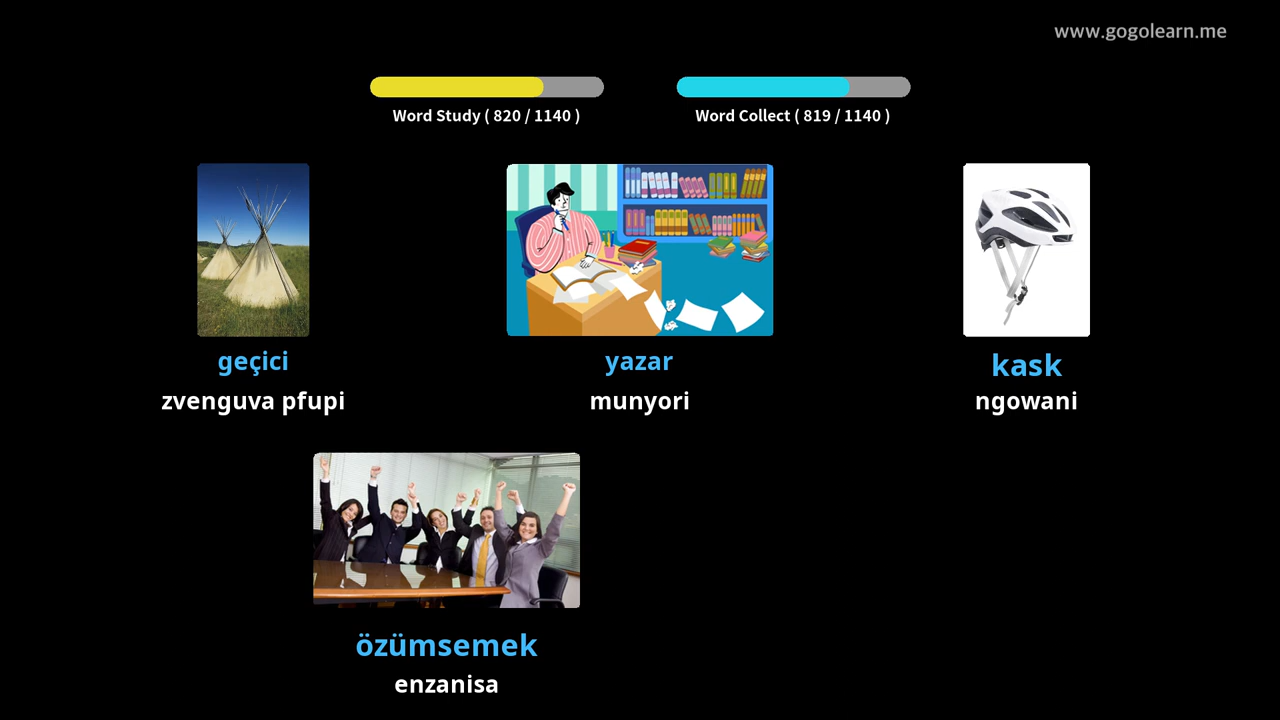 www.gogolearn.me
Word Study ( 820 / 1140 )
Word Collect ( 819 / 1140 )
geçici
zvenguva pfupi
yazar
munyori
kask
ngowani
özümsemek
enzanisa